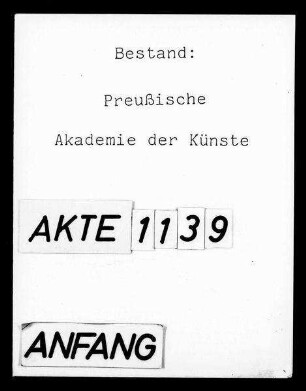 Bestand:
Preußische
Akademie der Künste
AKTE 1139
ANFANG